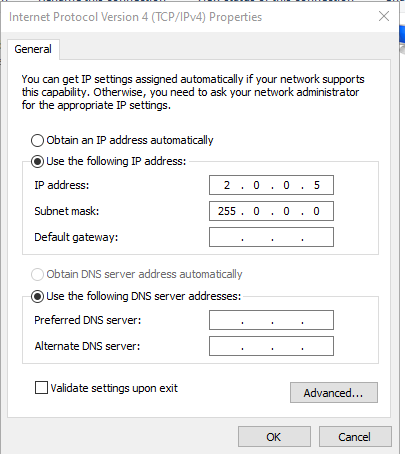 Internet Protocol Version 4 (TCP/IPv4) Properties
General
You can get IP settings assigned automatically if your network supports
this capability. Otherwise, you need to ask your network administrator
for the appropriate IP settings.
Obtain an IP address automatically
Use the following IP address:
IP address: 2 . 0 . 0 . 5
Subnet mask: 255 . 0 . 0 . 0
Default gateway: . . .
Obtain DNS server address automatically
Use the following DNS server addresses:
Preferred DNS server: . . .
Alternate DNS server: . . .
Validate settings upon exit
Advanced...
OK Cancel